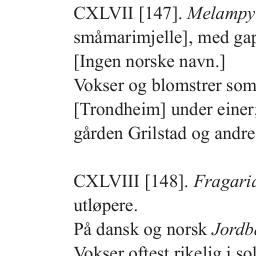 CXLVII [147]. Melampy
småmarimjelle], med gap
[Ingen norske navn.]
Vokser og blomstrer som
[Trondheim] under einer
gården Grilstad og andre
CXLVIII [148]. Fragaria
utløpere.
På dansk og norsk Jordb
Vokser oftest rikelig i sol